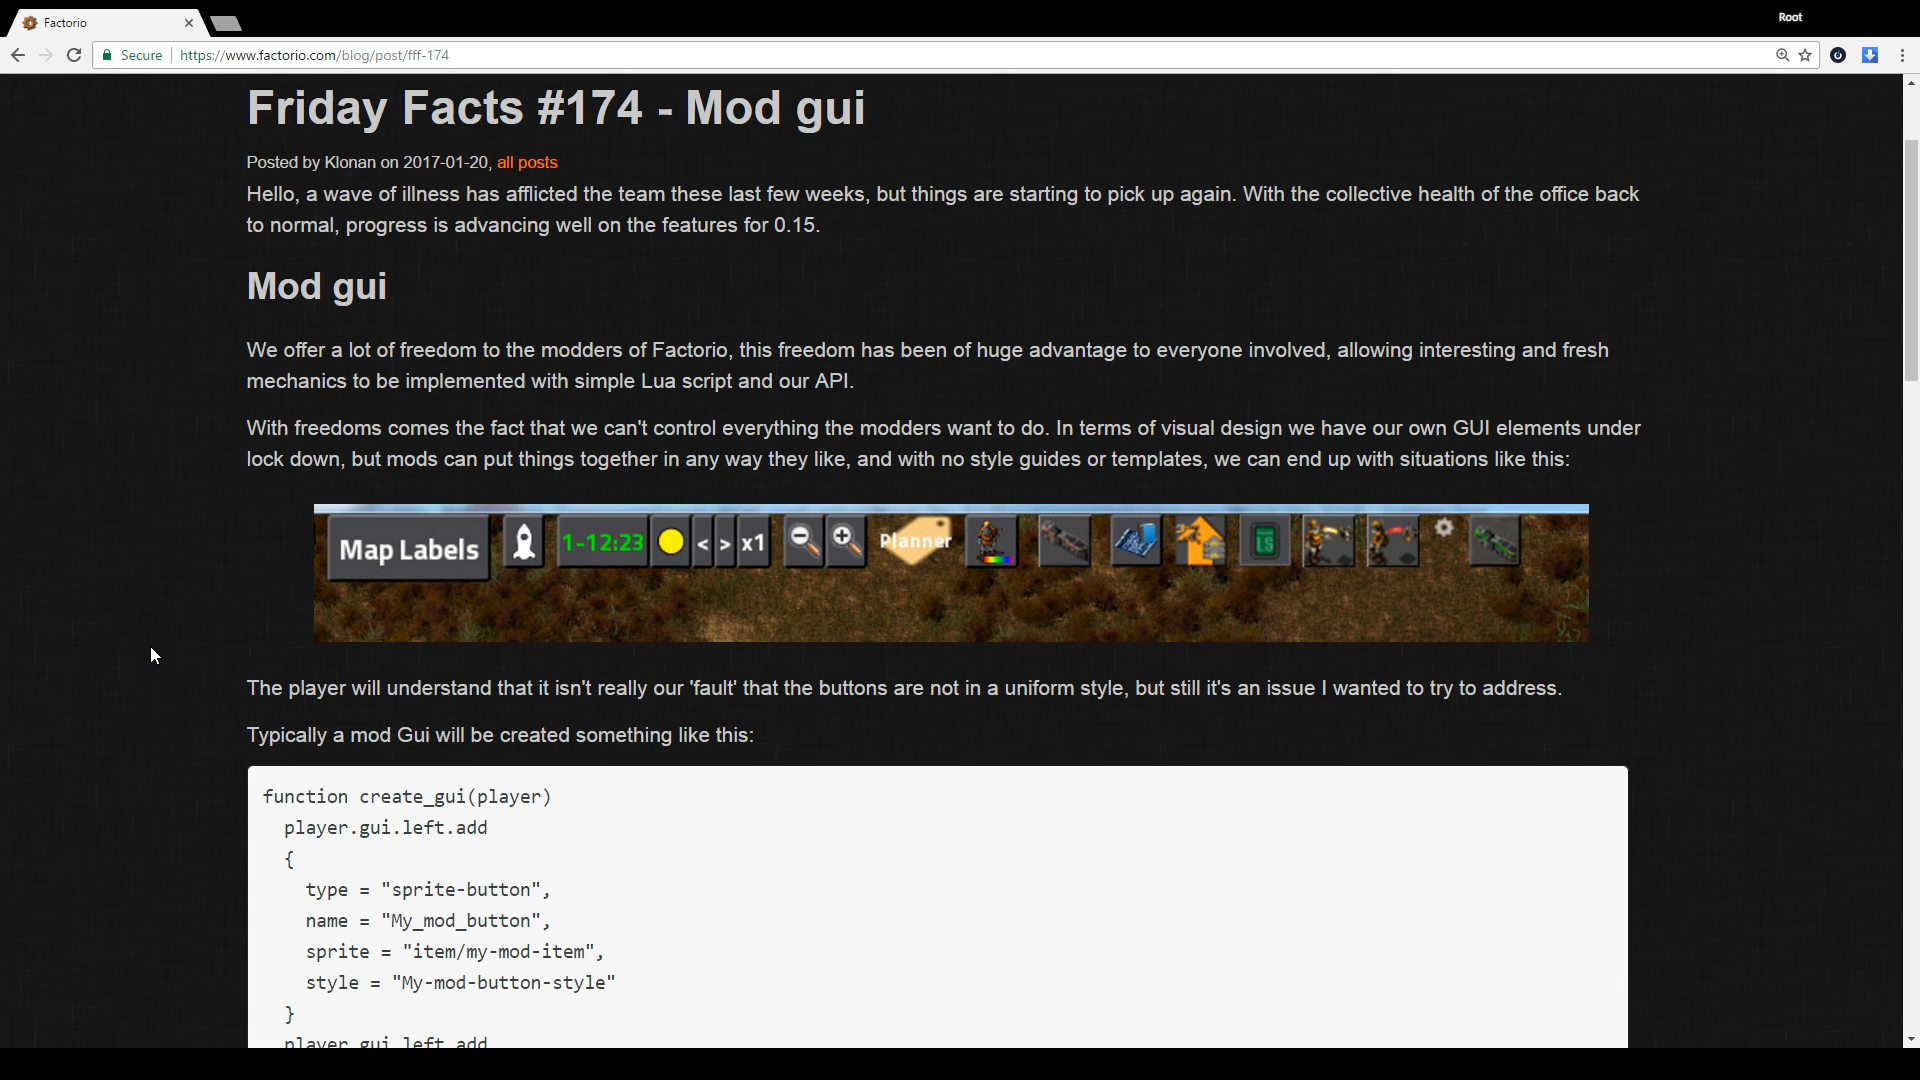 Factorio
Root
Secure
https://www.factorio.com/blog/post/fff-174
Friday Facts #174 - Mod gui
Posted by Klonan on 2017-01-20, all posts
Hello, a wave of illness has afflicted the team these last few weeks, but things are starting to pick up again. With the collective health of the office back
to normal, progress is advancing well on the features for 0.15.
Mod gui
We offer a lot of freedom to the modders of Factorio, this freedom has been of huge advantage to everyone involved, allowing interesting and fresh
mechanics to be implemented with simple Lua script and our API.
With freedoms comes the fact that we can't control everything the modders want to do. In terms of visual design we have our own GUI elements under
lock down, but mods can put things together in any way they like, and with no style guides or templates, we can end up with situations like this:
Map Labels 1-12:23 < > x1 Planner LS
The player will understand that it isn't really our 'fault' that the buttons are not in a uniform style, but still it's an issue I wanted to try to address.
Typically a mod Gui will be created something like this:
function create_gui(player)
player.gui.left.add
{
type = "sprite-button",
name = "My_mod_button",
sprite = "item/my-mod-item",
style = "My-mod-button-style"
}
player.gui.left.add